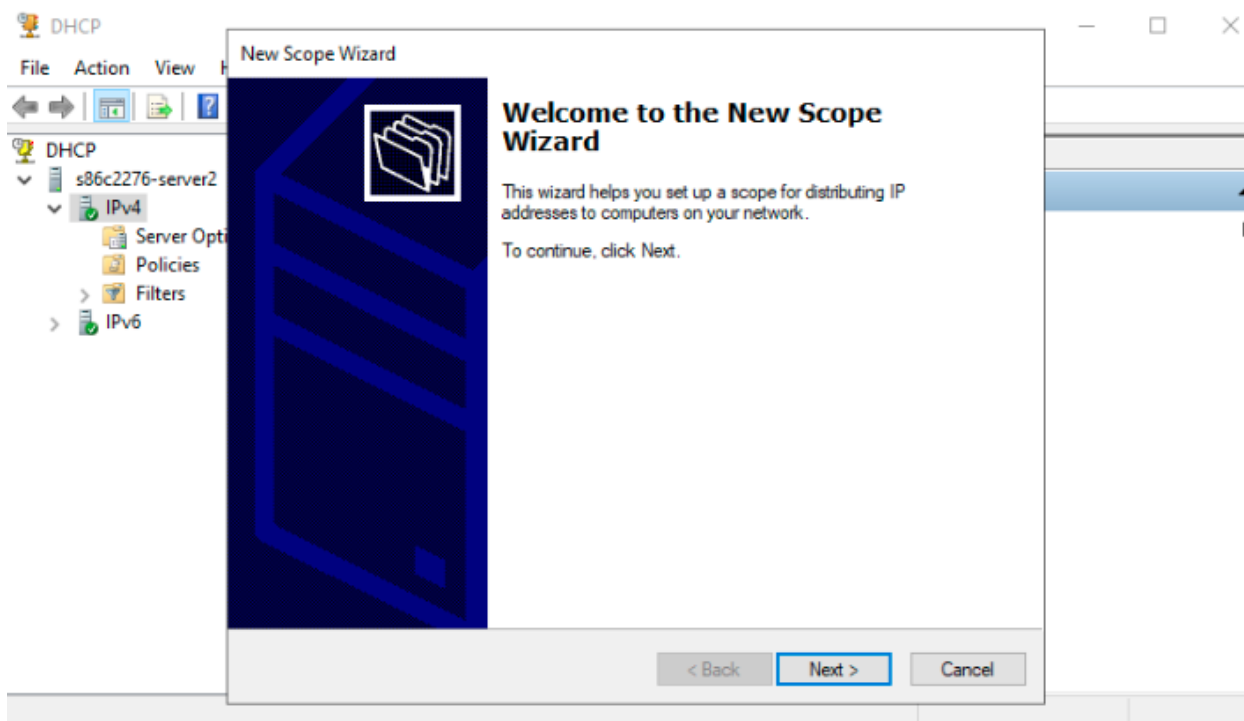 DHCP
File Action View
New Scope Wizard
DHCP
s86c2276-server2
IPv4
Server Opti
Policies
Filters
IPv6
Welcome to the New Scope
Wizard
This wizard helps you set up a scope for distributing IP
addresses to computers on your network.
To continue, click Next.
< Back Next > Cancel